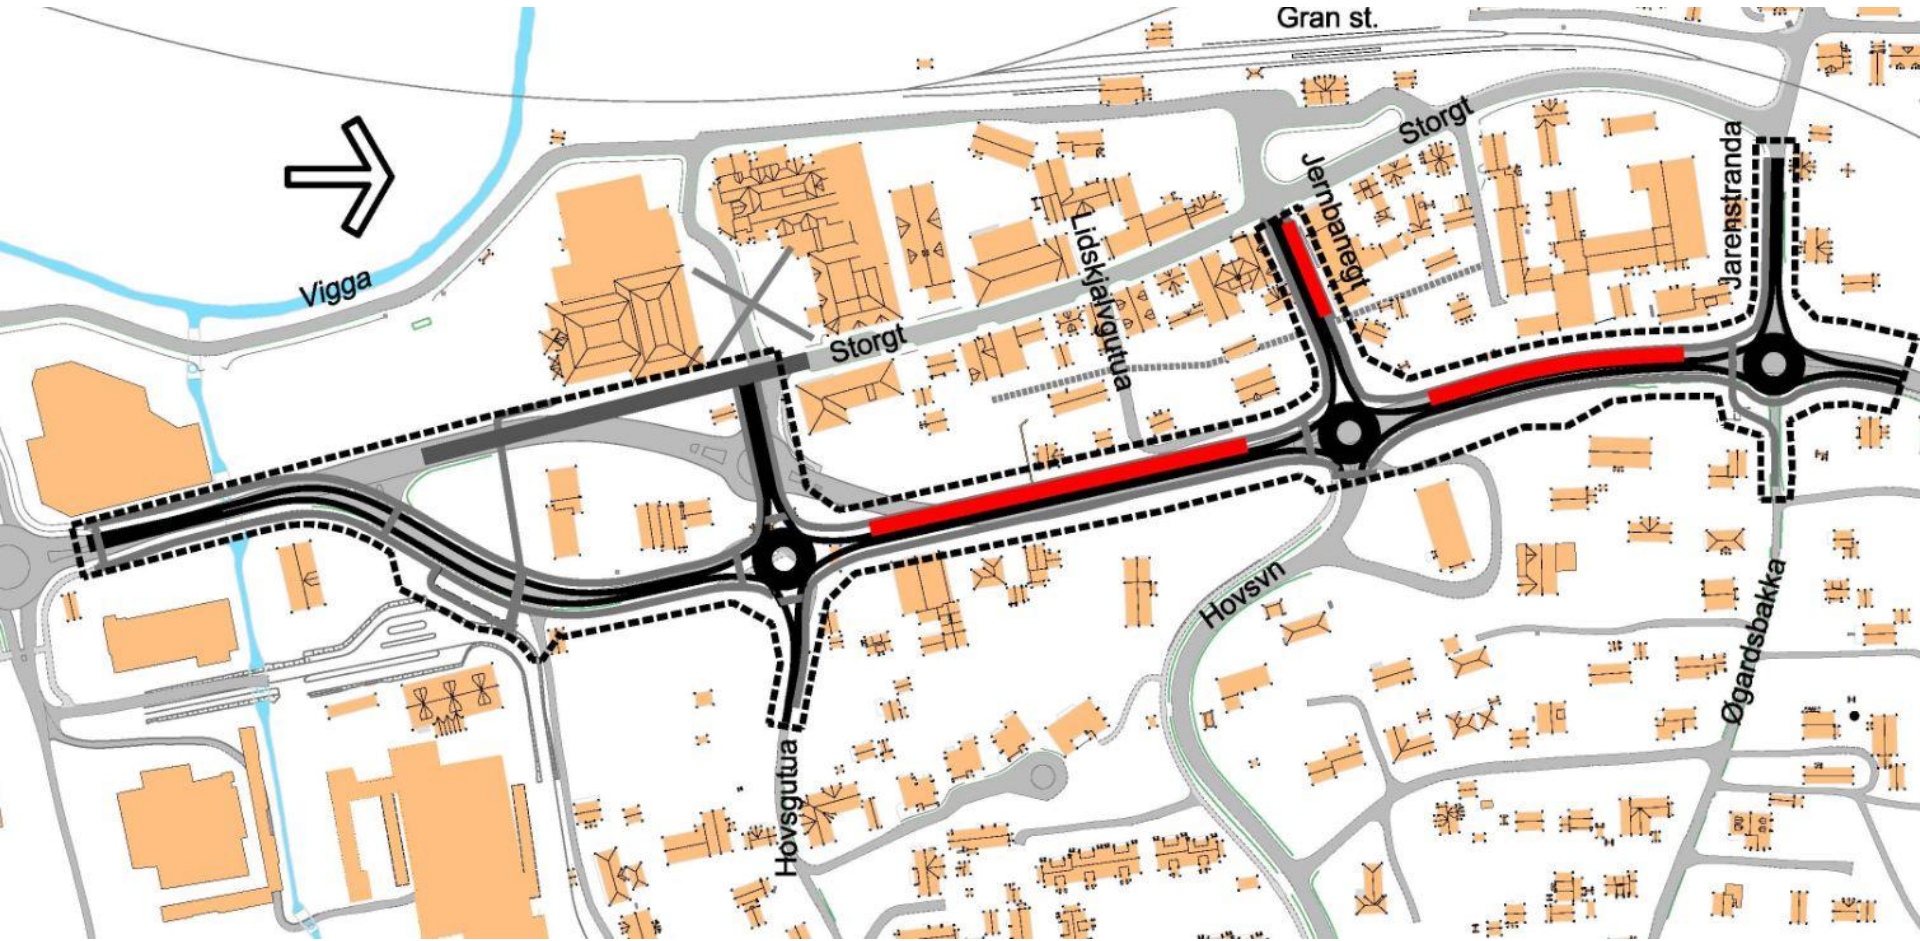 Gran st.
Storgt
Jernbanegt
Jarenstranda
Lidskjalvgutua
Vigga
Storgt
Hovsvn
Øgardsbakka
Hovsgutua